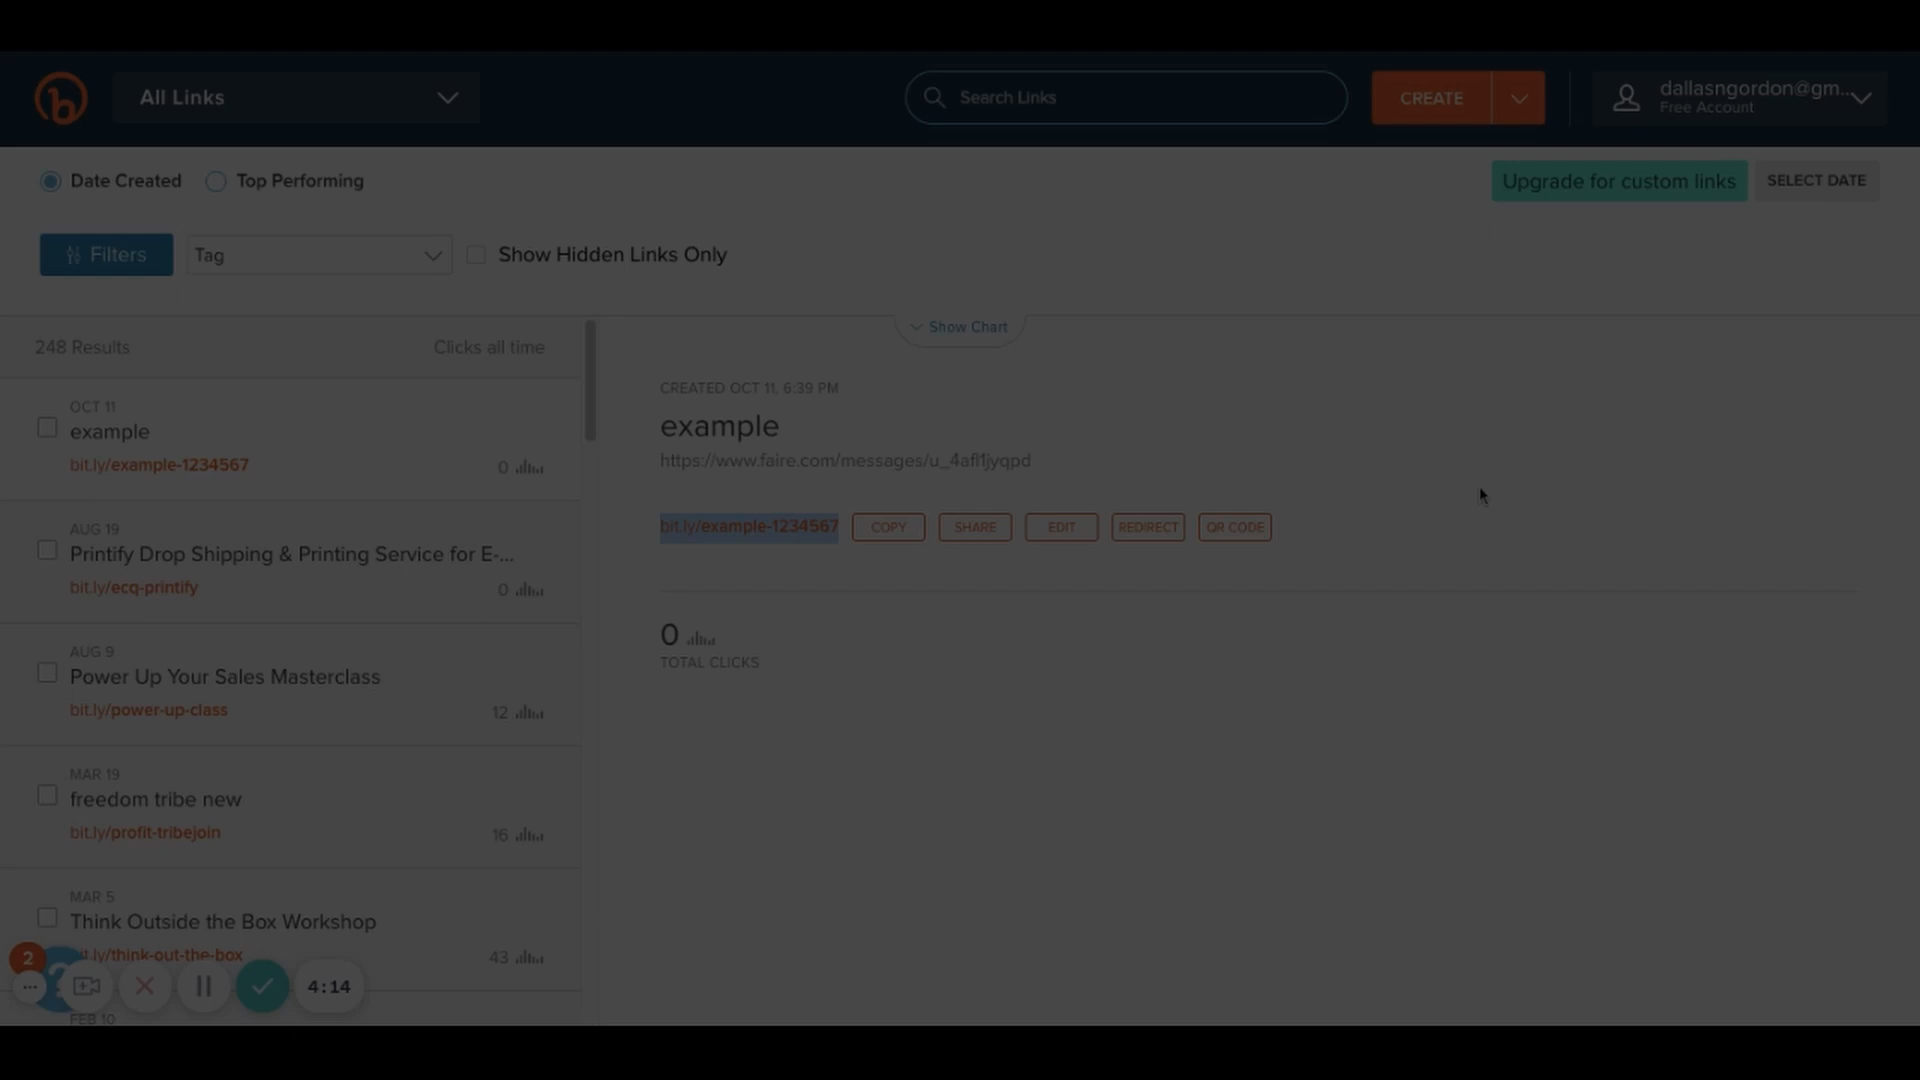 All Links
Search Links
CREATE
dallasngordon@gm...
Free Account
Date Created
Top Performing
Upgrade for custom links
SELECT DATE
Filters
Tag
Show Hidden Links Only
Show Chart
248 Results
Clicks all time
OCT 11
example
bit.ly/example-1234567
0
AUG 19
Printify Drop Shipping & Printing Service for E-...
bit.ly/ecq-printify
0
AUG 9
Power Up Your Sales Masterclass
bit.ly/power-up-class
12
MAR 19
freedom tribe new
bit.ly/profit-tribejoin
16
MAR 5
Think Outside the Box Workshop
bit.ly/think-out-the-box
43
FEB 10
CREATED OCT 11, 6:39 PM
example
https://www.faire.com/messages/u_4afl1jyqpd
bit.ly/example-1234567
COPY
SHARE
EDIT
REDIRECT
QR CODE
0
TOTAL CLICKS
2
?
4:14